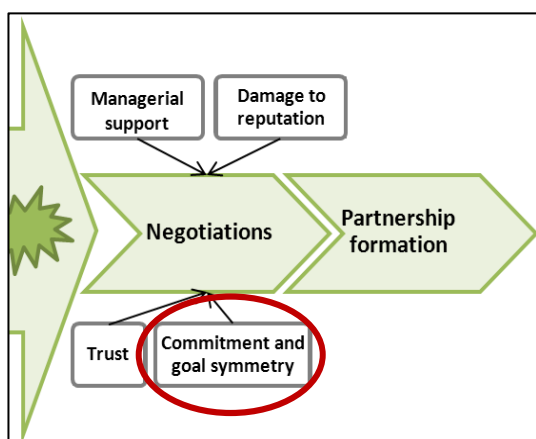 Managerial
support
Damage to
reputation
Negotiations
Partnership
formation
Trust
Commitment and
goal symmetry